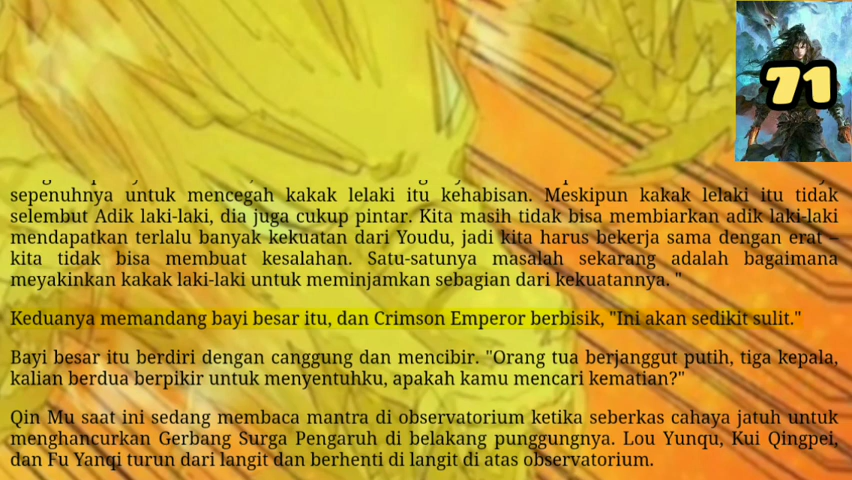 71
sepenuhnya untuk mencegah kakak lelaki itu kehabisan. Meskipun kakak lelaki itu tidak
selembut Adik laki-laki, dia juga cukup pintar. Kita masih tidak bisa membiarkan adik laki-laki
mendapatkan terlalu banyak kekuatan dari Youdu, jadi kita harus bekerja sama dengan erat –
kita tidak bisa membuat kesalahan. Satu-satunya masalah sekarang adalah bagaimana
meyakinkan kakak laki-laki untuk meminjamkan sebagian dari kekuatannya. "
Keduanya memandang bayi besar itu, dan Crimson Emperor berbisik, "Ini akan sedikit sulit."
Bayi besar itu berdiri dengan canggung dan mencibir. "Orang tua berjanggut putih, tiga kepala,
kalian berdua berpikir untuk menyentuhku, apakah kamu mencari kematian?"
Qin Mu saat ini sedang membaca mantra di observatorium ketika seberkas cahaya jatuh untuk
menghancurkan Gerbang Surga Pengaruh di belakang punggungnya. Lou Yunqu, Kui Qingpei,
dan Fu Yanqi turun dari langit dan berhenti di langit di atas observatorium.